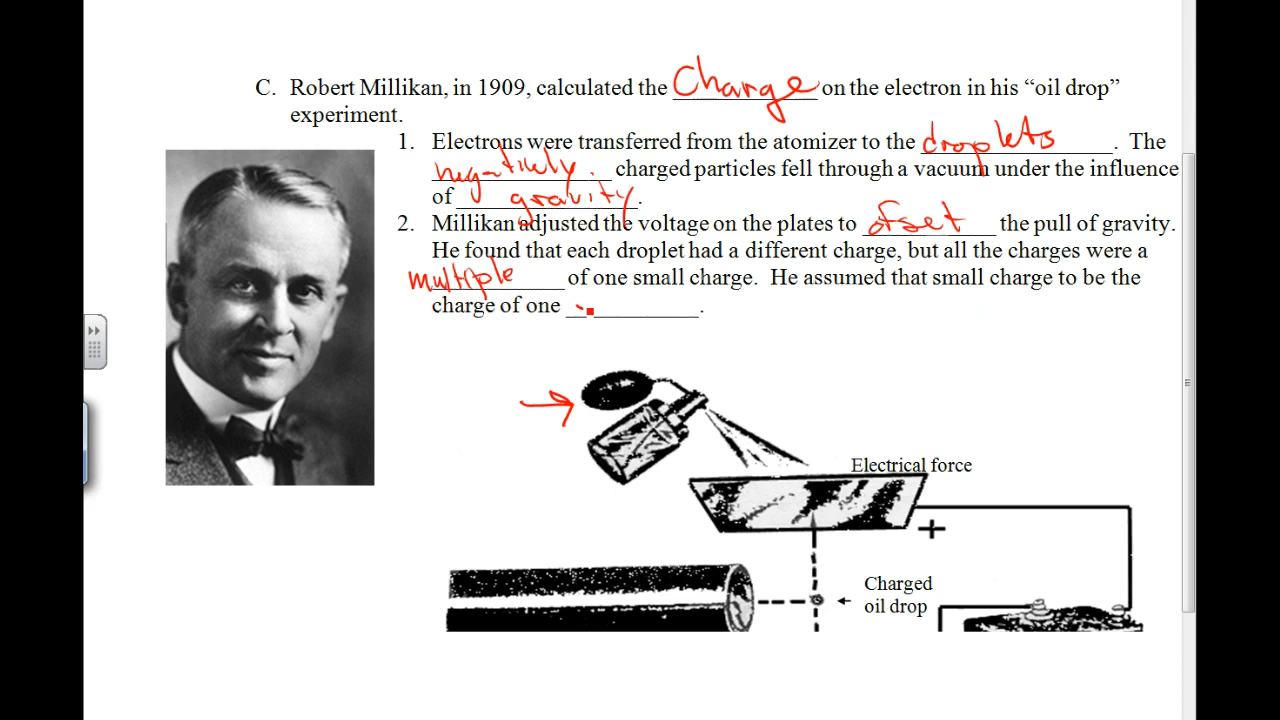 C. Robert Millikan, in 1909, calculated the Charge on the electron in his “oil drop”
experiment.
1. Electrons were transferred from the atomizer to the droplets. The
negatively charged particles fell through a vacuum under the influence
of gravity.
2. Millikan adjusted the voltage on the plates to ofset the pull of gravity.
He found that each droplet had a different charge, but all the charges were a
multiple of one small charge. He assumed that small charge to be the
charge of one __________.
Electrical force
+
Charged
oil drop